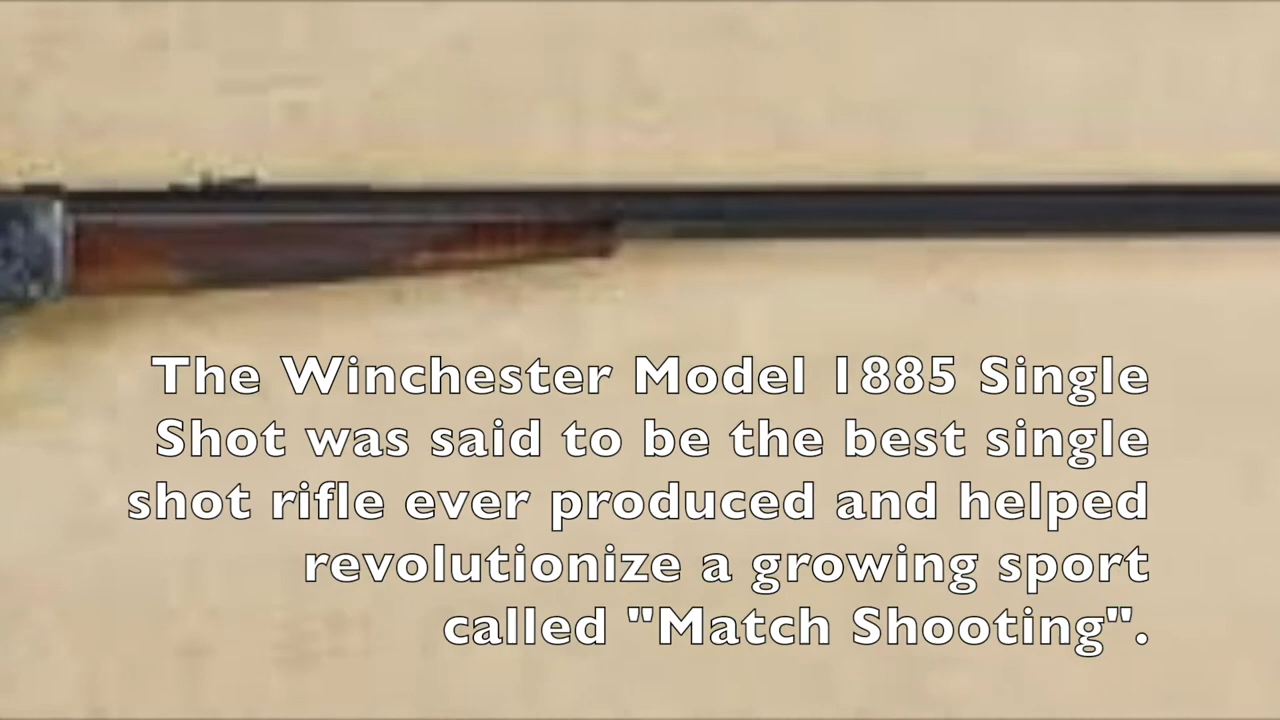 The Winchester Model 1885 Single
Shot was said to be the best single
shot rifle ever produced and helped
revolutionize a growing sport
called "Match Shooting".